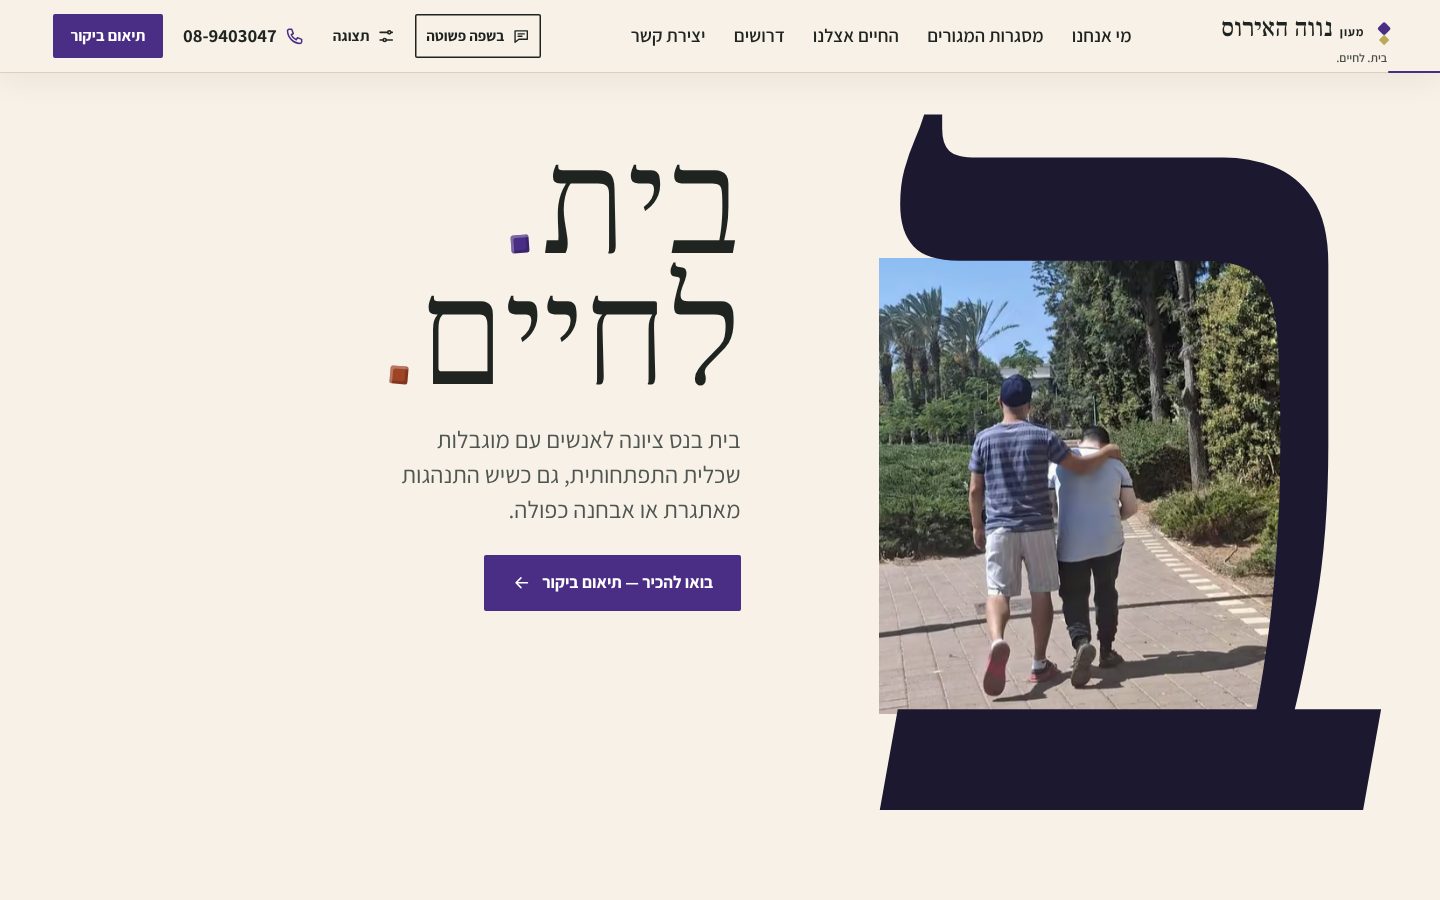 מעון נווה האירוס
בית. לחיים.
מי אנחנו
מסגרות המגורים
החיים אצלנו
דרושים
יצירת קשר
בשפה פשוטה
תצוגה
08-9403047
תיאום ביקור
ב
בית.
לחיים.
בית בנס ציונה לאנשים עם מוגבלות
שכלית התפתחותית, גם כשיש התנהגות
מאתגרת או אבחנה כפולה.
בואו להכיר — תיאום ביקור ←